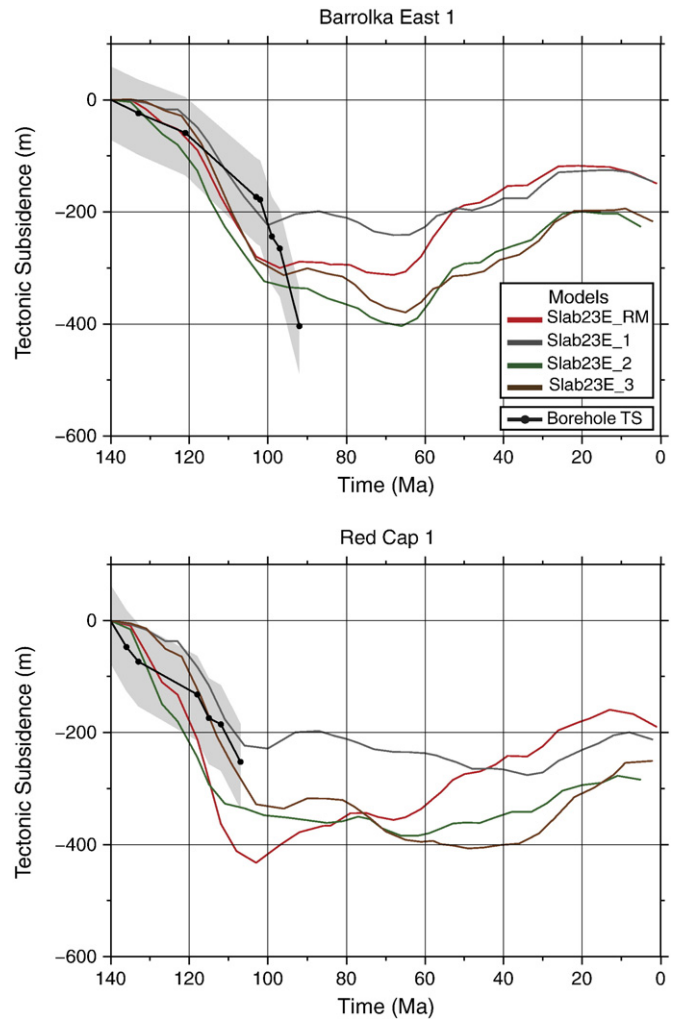 Barrolka East 1
Tectonic Subsidence (m)
0
−200
−400
−600
Models
Slab23E_RM
Slab23E_1
Slab23E_2
Slab23E_3
Borehole TS
140 120 100 80 60 40 20 0
Time (Ma)
Red Cap 1
Tectonic Subsidence (m)
0
−200
−400
−600
140 120 100 80 60 40 20 0
Time (Ma)